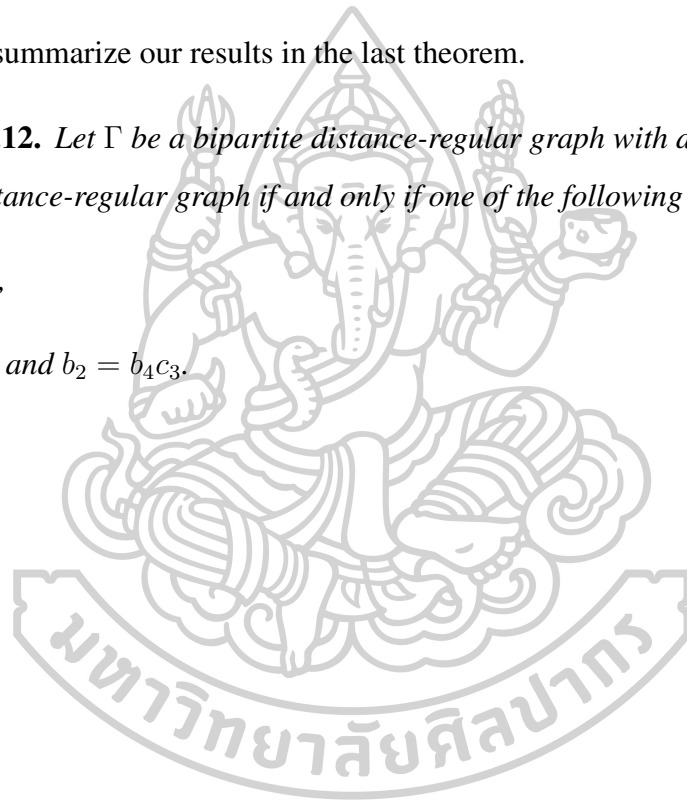 summarize our results in the last theorem.
12. Let Γ be a bipartite distance-regular graph with
tance-regular graph if and only if one of the following
,
and b₂ = b₄c₃.
มหาวิทยาลัยศิลปากร